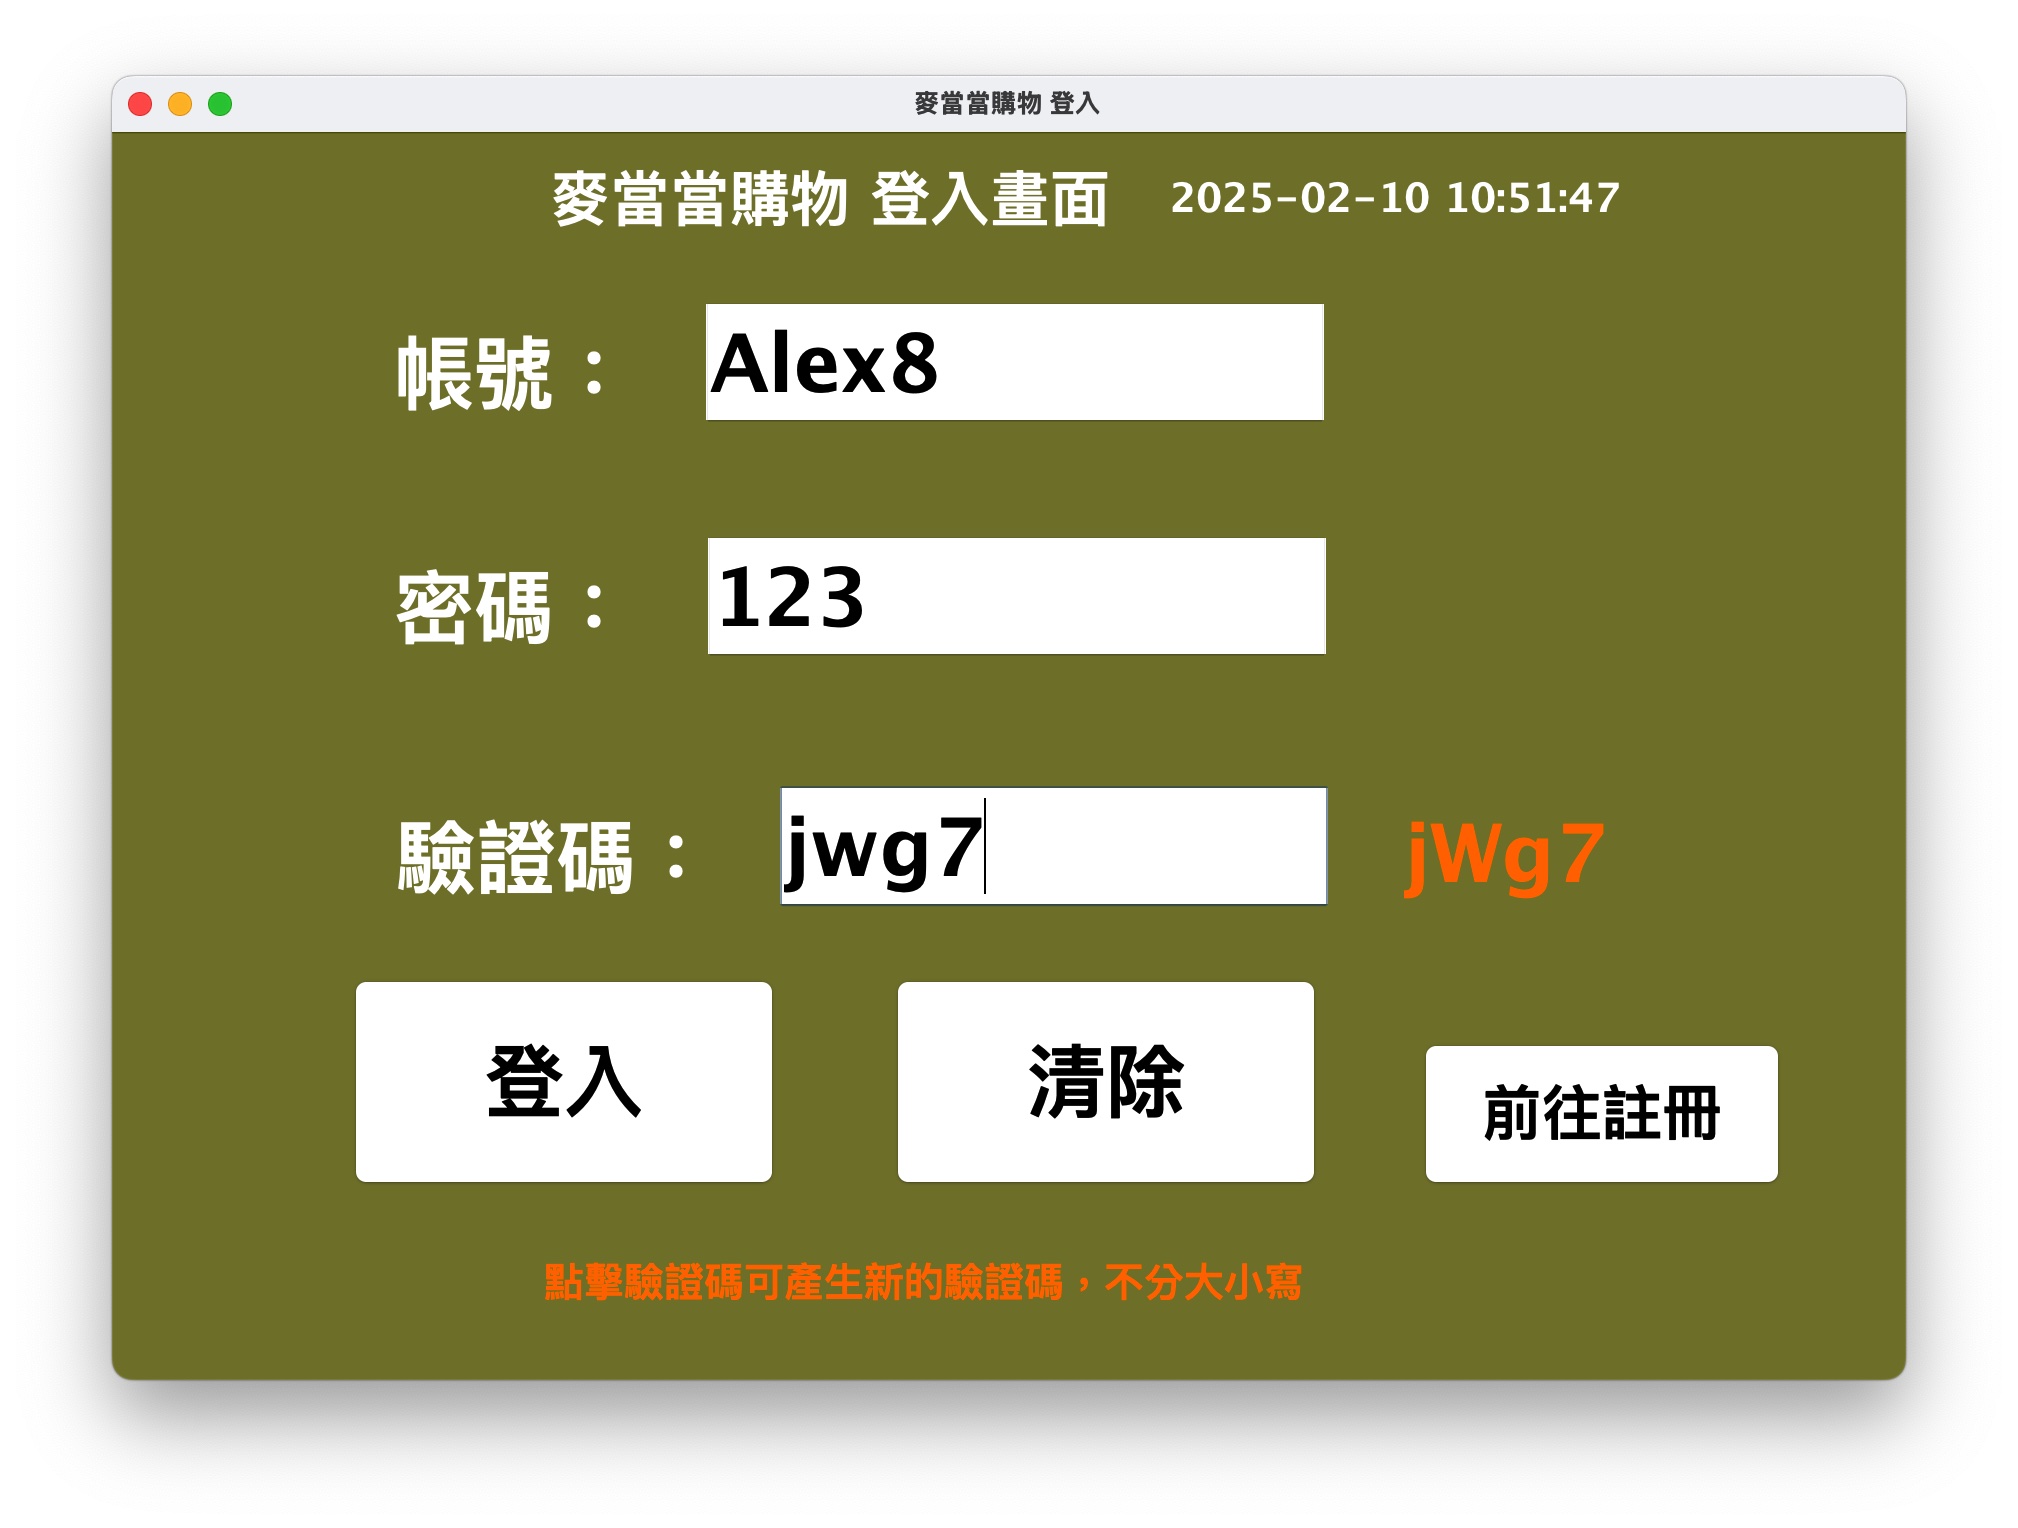 麥當當購物 登入
麥當當購物 登入畫面 2025-02-10 10:51:47
帳號： Alex8
密碼： 123
驗證碼： jwg7 jWg7
登入 清除 前往註冊
點擊驗證碼可產生新的驗證碼，不分大小寫